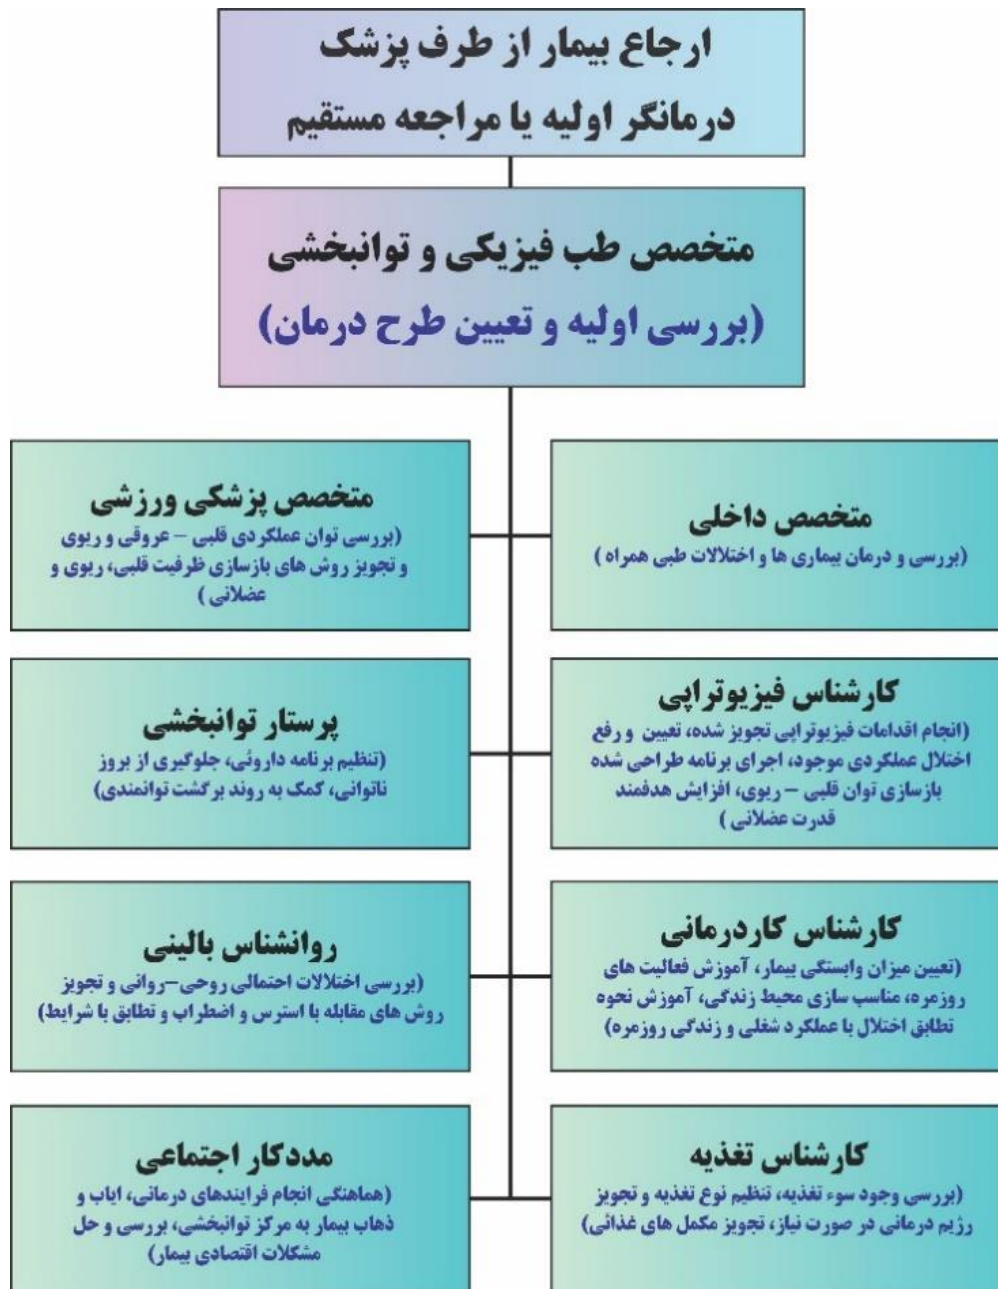 ارجاع بیمار از طرف پزشک
درمانگر اولیه یا مراجعه مستقیم
متخصص طب فیزیکی و توانبخشی
(بررسی اولیه و تعیین طرح درمان)
متخصص داخلی
(بررسی و درمان بیماری ها و اختلالات طبی همراه )
متخصص پزشکی ورزشی
(بررسی توان عملکردی قلبی – عروقی و ریوی
و تجویز روش های بازسازی ظرفیت قلبی، ریوی و
عضلانی )
کارشناس فیزیوتراپی
(انجام اقدامات فیزیوتراپی تجویز شده، تعیین و رفع
اختلال عملکردی موجود، اجرای برنامه طراحی شده
بازسازی توان قلبی – ریوی، افزایش هدفمند
قدرت عضلانی )
پرستار توانبخشی
(تنظیم برنامه داروئی، جلوگیری از بروز
ناتوانی، کمک به روند برگشت توانمندی)
کارشناس کاردرمانی
(تعیین میزان وابستگی بیمار، آموزش فعالیت های
روزمره، مناسب سازی محیط زندگی، آموزش نحوه
تطابق اختلال با عملکرد شغلی و زندگی روزمره)
روانشناس بالینی
(بررسی اختلالات احتمالی روحی–روانی و تجویز
روش های مقابله با استرس و اضطراب و تطابق با شرایط)
کارشناس تغذیه
(بررسی وجود سوء تغذیه، تنظیم نوع تغذیه و تجویز
رژیم درمانی در صورت نیاز، تجویز مکمل های غذائی)
مددکار اجتماعی
(هماهنگی انجام فرایندهای درمانی، ایاب و
ذهاب بیمار به مرکز توانبخشی، بررسی و حل
مشکلات اقتصادی بیمار)